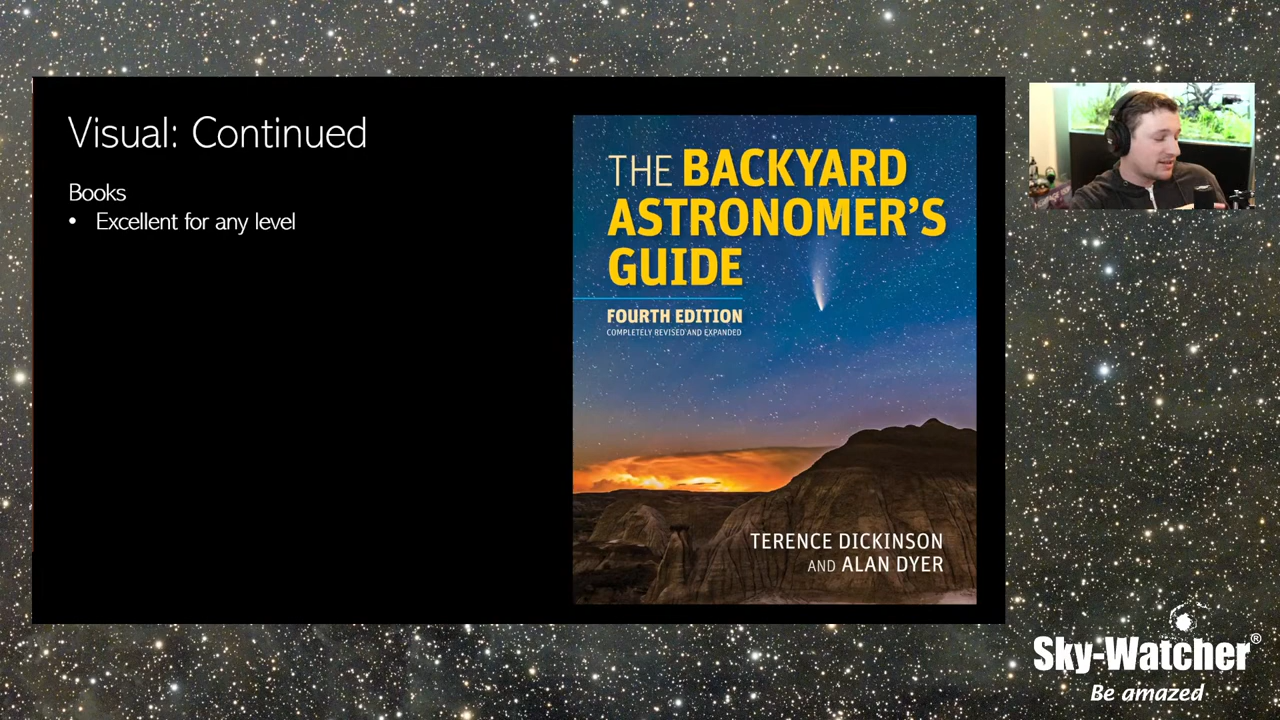 Visual: Continued
Books
• Excellent for any level
THE BACKYARD
ASTRONOMER'S
GUIDE
FOURTH EDITION
COMPLETELY REVISED AND EXPANDED
TERENCE DICKINSON
AND ALAN DYER
Sky-Watcher®
Be amazed